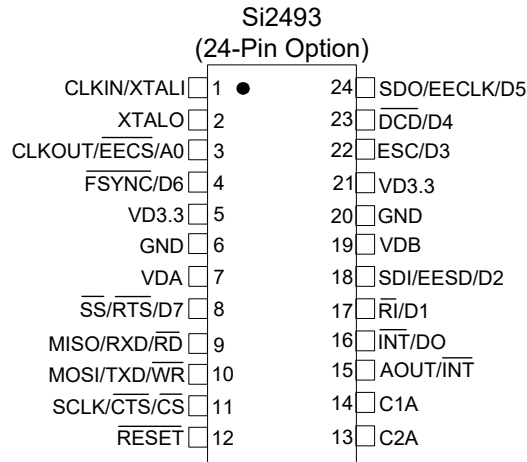 Si2493
(24-Pin Option)
CLKIN/XTALI 1 24 SDO/EECLK/D5
XTALO 2 23 DCD/D4
CLKOUT/EECS/A0 3 22 ESC/D3
FSYNC/D6 4 21 VD3.3
VD3.3 5 20 GND
GND 6 19 VDB
VDA 7 18 SDI/EESD/D2
SS/RTS/D7 8 17 RI/D1
MISO/RXD/RD 9 16 INT/DO
MOSI/TXD/WR 10 15 AOUT/INT
SCLK/CTS/CS 11 14 C1A
RESET 12 13 C2A